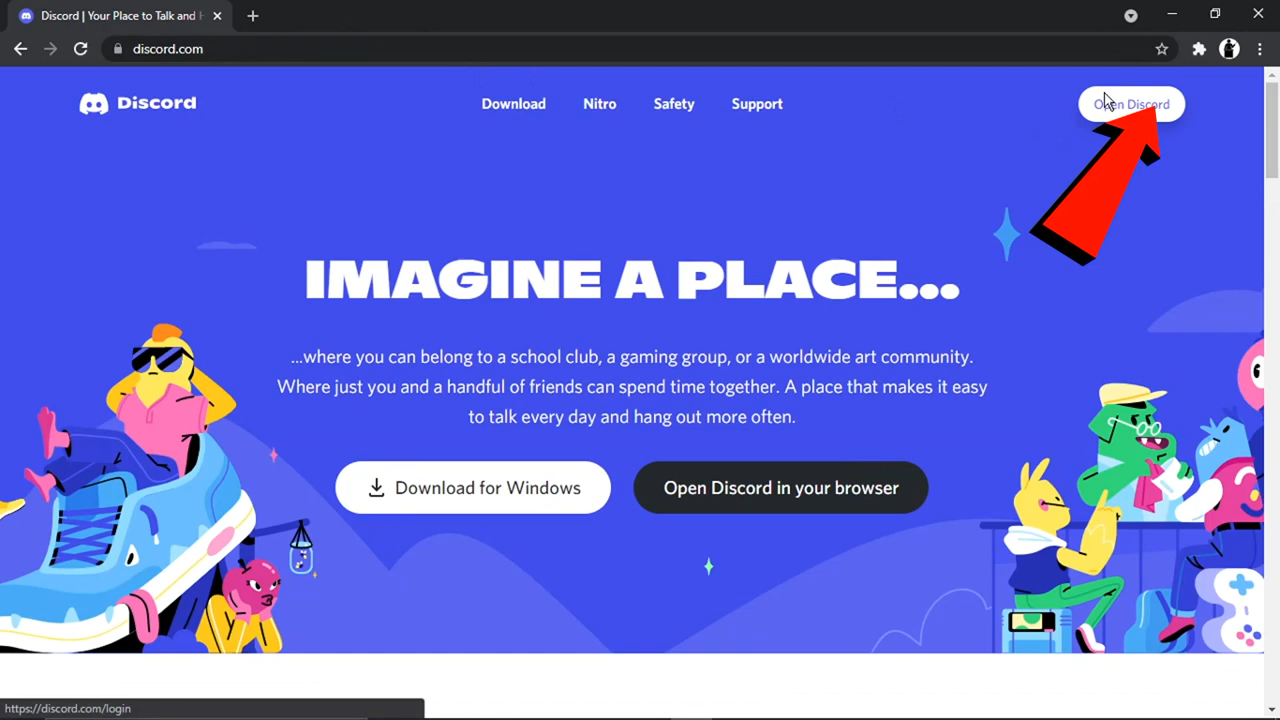 Discord | Your Place to Talk and H
discord.com
Discord
Download
Nitro
Safety
Support
Open Discord
IMAGINE A PLACE...
...where you can belong to a school club, a gaming group, or a worldwide art community.
Where just you and a handful of friends can spend time together. A place that makes it easy
to talk every day and hang out more often.
Download for Windows
Open Discord in your browser
https://discord.com/login